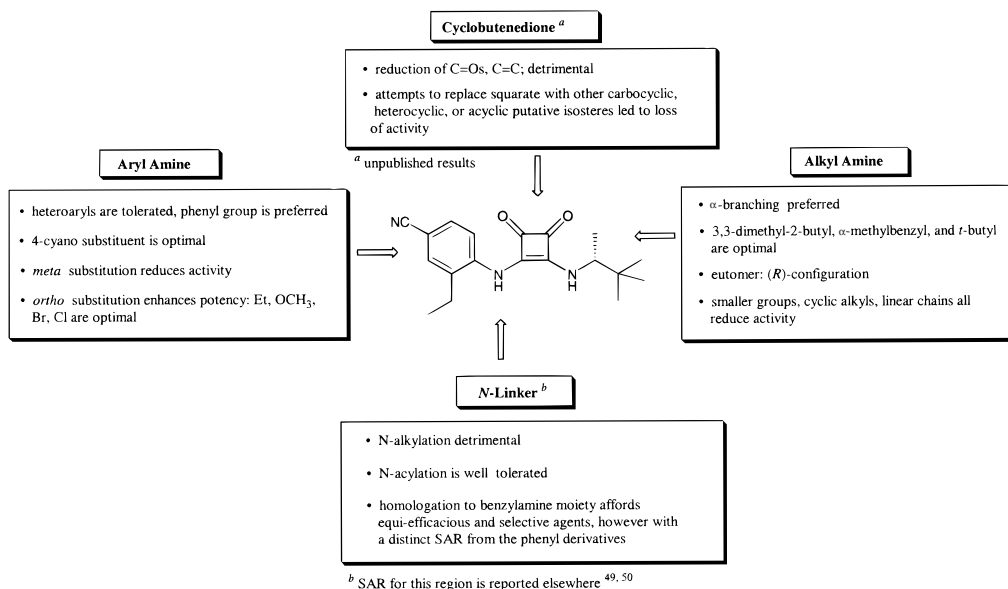 Cyclobutenedione a
• reduction of C=Os, C=C; detrimental
• attempts to replace squarate with other carbocyclic,
heterocyclic, or acyclic putative isosteres led to loss
of activity
a unpublished results
Aryl Amine
• heteroaryls are tolerated, phenyl group is preferred
• 4-cyano substituent is optimal
• meta substitution reduces activity
• ortho substitution enhances potency: Et, OCH3,
Br, Cl are optimal
Alkyl Amine
• α-branching preferred
• 3,3-dimethyl-2-butyl, α-methylbenzyl, and t-butyl
are optimal
• eutomer: (R)-configuration
• smaller groups, cyclic alkyls, linear chains all
reduce activity
NC
O O
N N
H H
N-Linker b
• N-alkylation detrimental
• N-acylation is well tolerated
• homologation to benzylamine moiety affords
equi-efficacious and selective agents, however with
a distinct SAR from the phenyl derivatives
b SAR for this region is reported elsewhere 49, 50